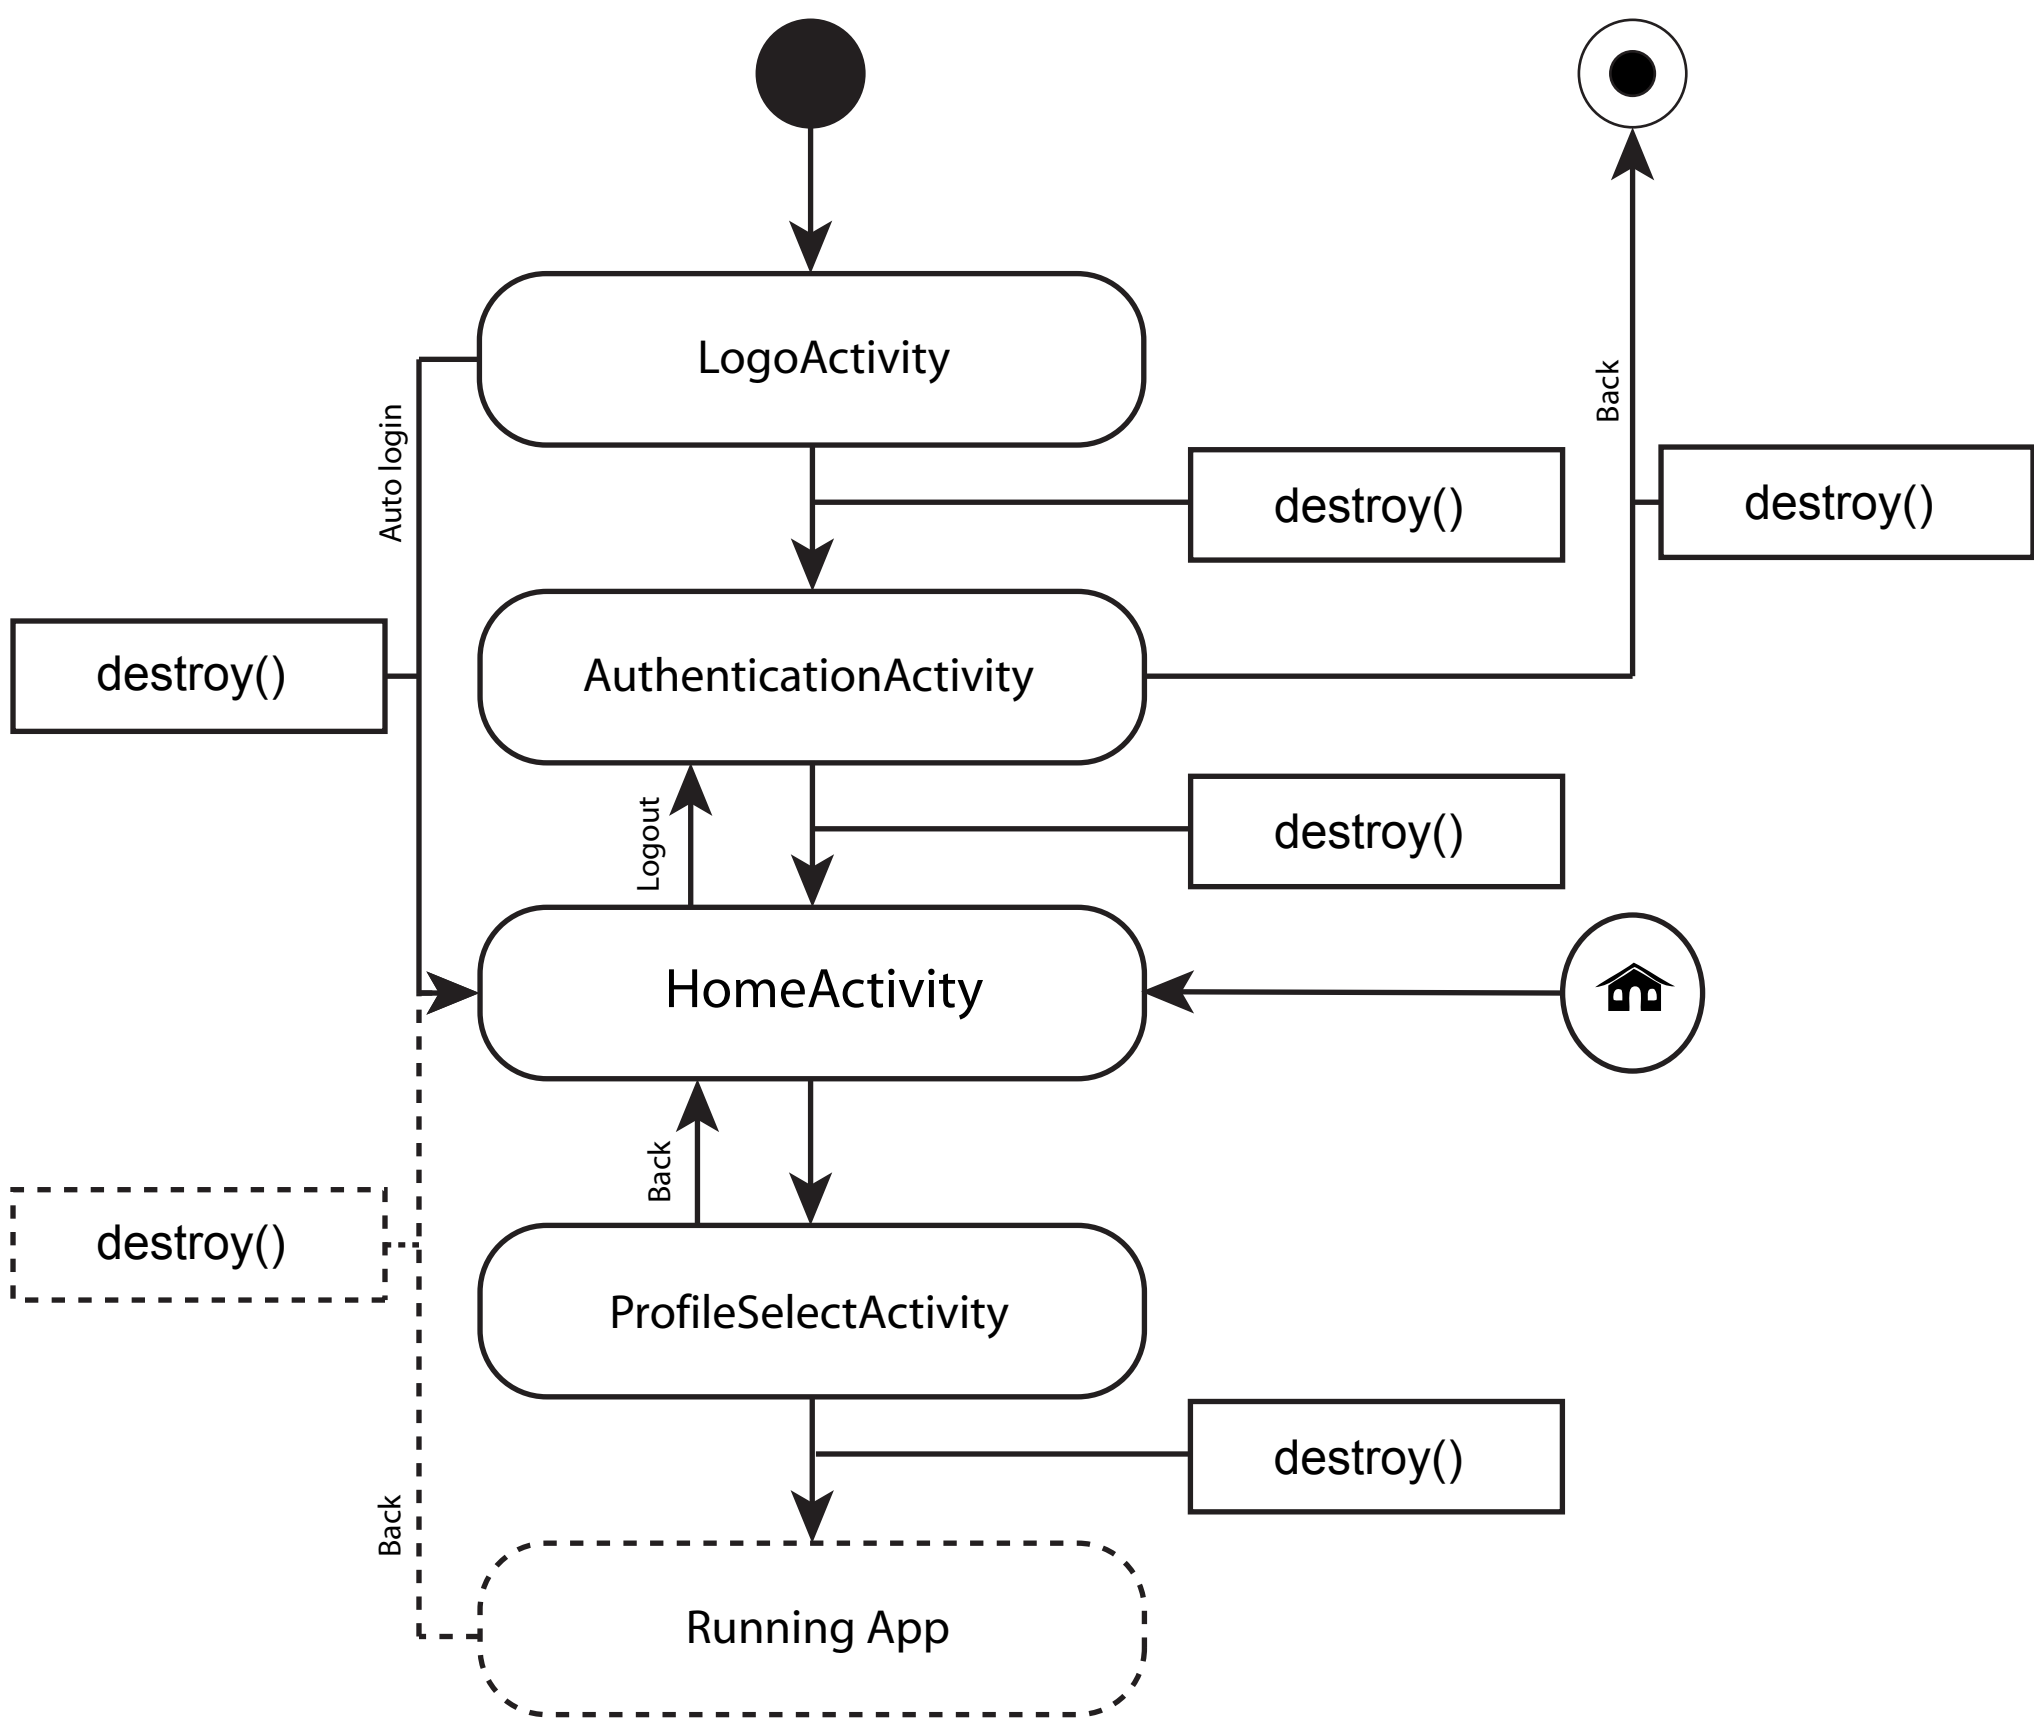 LogoActivity
Auto login
Back
destroy()
destroy()
destroy()
AuthenticationActivity
Logout
destroy()
HomeActivity
Back
destroy()
ProfileSelectActivity
destroy()
Back
Running App